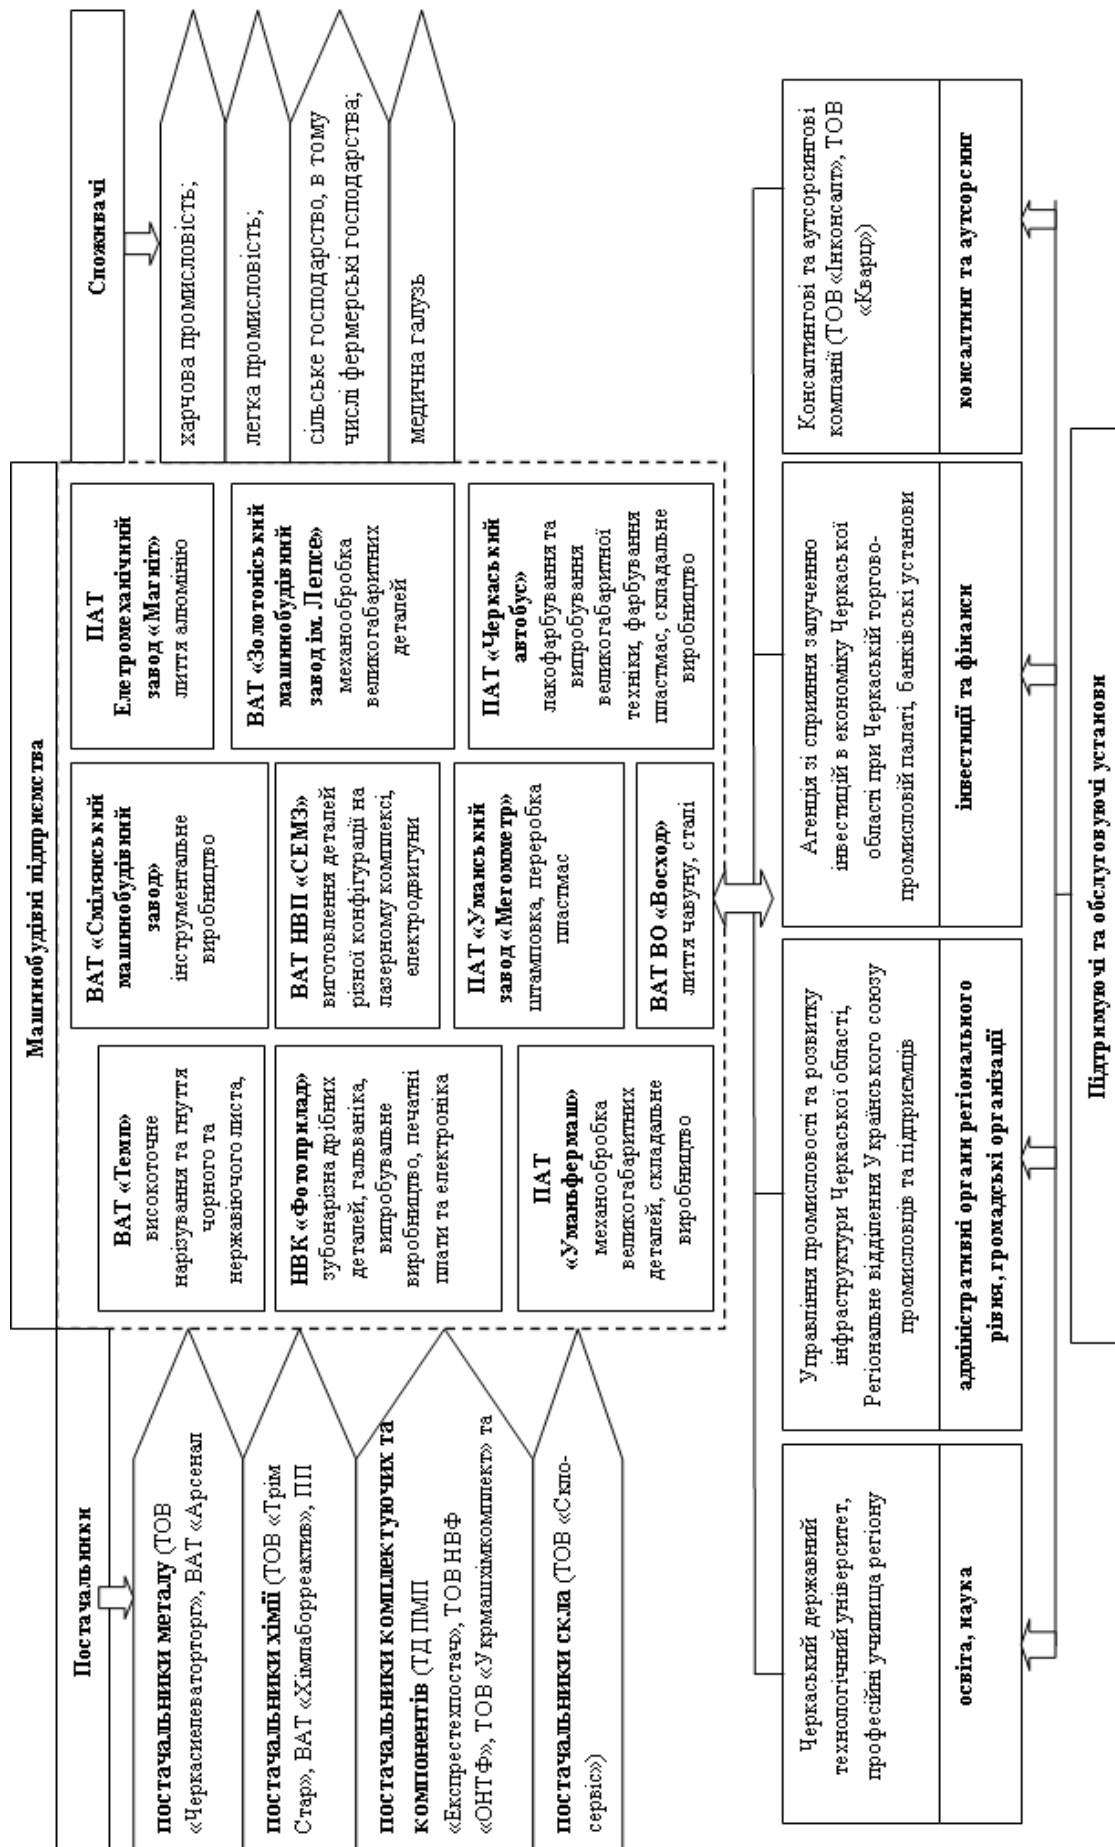 Постачальники
постачальники металу (ТОВ
«Черкасиелеваторторг», ВАТ «Арсенал
постачальники хімії (ТОВ «Трім
Стар», ВАТ «Хімлаборреактив», ПП
постачальники комплектуючих та
компонентів (ТД ПМП
«Експрестехпостач», ТОВ НВФ
«ОНТФ», ТОВ «Укрмашхімкомплект» та
постачальники скла (ТОВ «Скло-
сервіс»)
Машинобудівні підприємства
ВАТ «Темп»
високоточне
нарізування та гнуття
чорного та
нержавіючого листа,
НВК «Фотоприлад»
зубонарізна дрібних
деталей, гальваніка,
випробувальне
виробництво, печатні
плати та електроніка
ПАТ
«Уманьфермаш»
механообробка
великогабаритних
деталей, складальне
виробництво
ВАТ «Смілянський
машинобудівний
завод»
інструментальне
виробництво
ВАТ НВП «СЕМЗ»
виготовлення деталей
різної конфігурації на
лазерному комплексі,
електродвигуни
ПАТ «Уманський
завод «Мегомметр»
штамповка, переробка
пластмас
ВАТ ВО «Восход»
лиття чавуну, сталі
ПАТ
Елетромеханічний
завод «Магніт»
лиття алюмінію
ВАТ «Золотоніський
машинобудівний
завод ім. Лепсе»
механообробка
великогабаритних
деталей
ПАТ «Черкаський
автобус»
лакофарбування та
випробування
великогабаритної
техніки, фарбування
пластмас, складальне
виробництво
Споживачі
харчова промисловість;
легка промисловість;
сільське господарство, в тому
числі фермерські господарства;
медична галузь
Черкаський державний
технологічний університет,
професійні училища регіону
освіта, наука
Управління промисловості та розвитку
інфраструктури Черкаської області,
Регіональне відділення Українського союзу
промисловців та підприємців
адміністративні органи регіонального
рівня, громадські організації
Агенція зі сприяння залученню
інвестицій в економіку Черкаської
області при Черкаській торгово-
промисловій палаті, банківські установи
інвестиції та фінанси
Консалтингові та аутсорсингові
компанії (ТОВ «Інконсалт», ТОВ
«Кварц»)
консалтинг та аутсорсинг
Підтримуючі та обслуговуючі установи